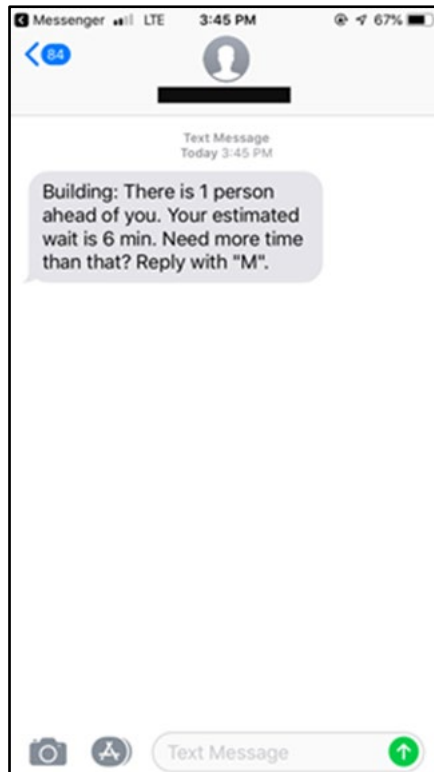 Messenger LTE 3:45 PM 67%
84
Text Message
Today 3:45 PM
Building: There is 1 person
ahead of you. Your estimated
wait is 6 min. Need more time
than that? Reply with "M".
Text Message